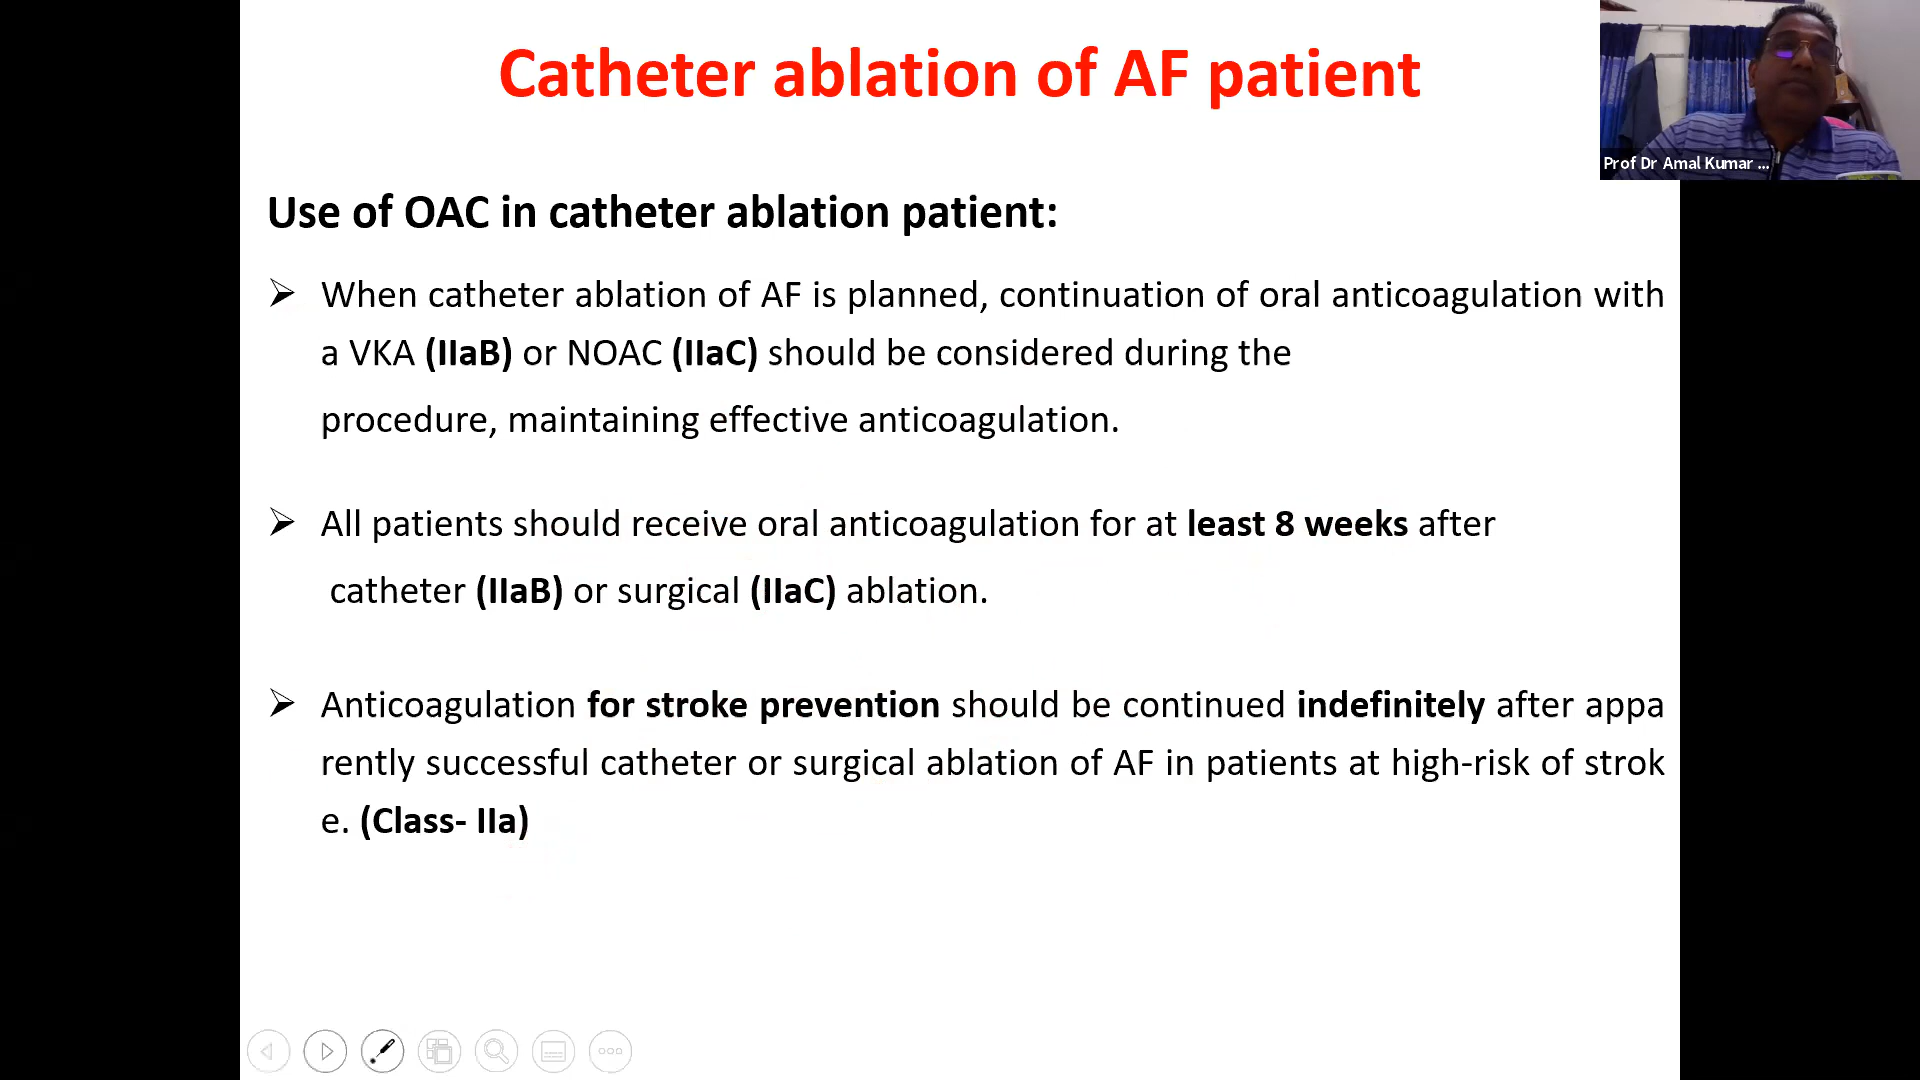 Catheter ablation of AF patient
Prof Dr Amal Kumar ...
Use of OAC in catheter ablation patient:
➢ When catheter ablation of AF is planned, continuation of oral anticoagulation with
a VKA (IIaB) or NOAC (IIaC) should be considered during the
procedure, maintaining effective anticoagulation.
➢ All patients should receive oral anticoagulation for at least 8 weeks after
catheter (IIaB) or surgical (IIaC) ablation.
➢ Anticoagulation for stroke prevention should be continued indefinitely after appa
rently successful catheter or surgical ablation of AF in patients at high-risk of strok
e. (Class- IIa)